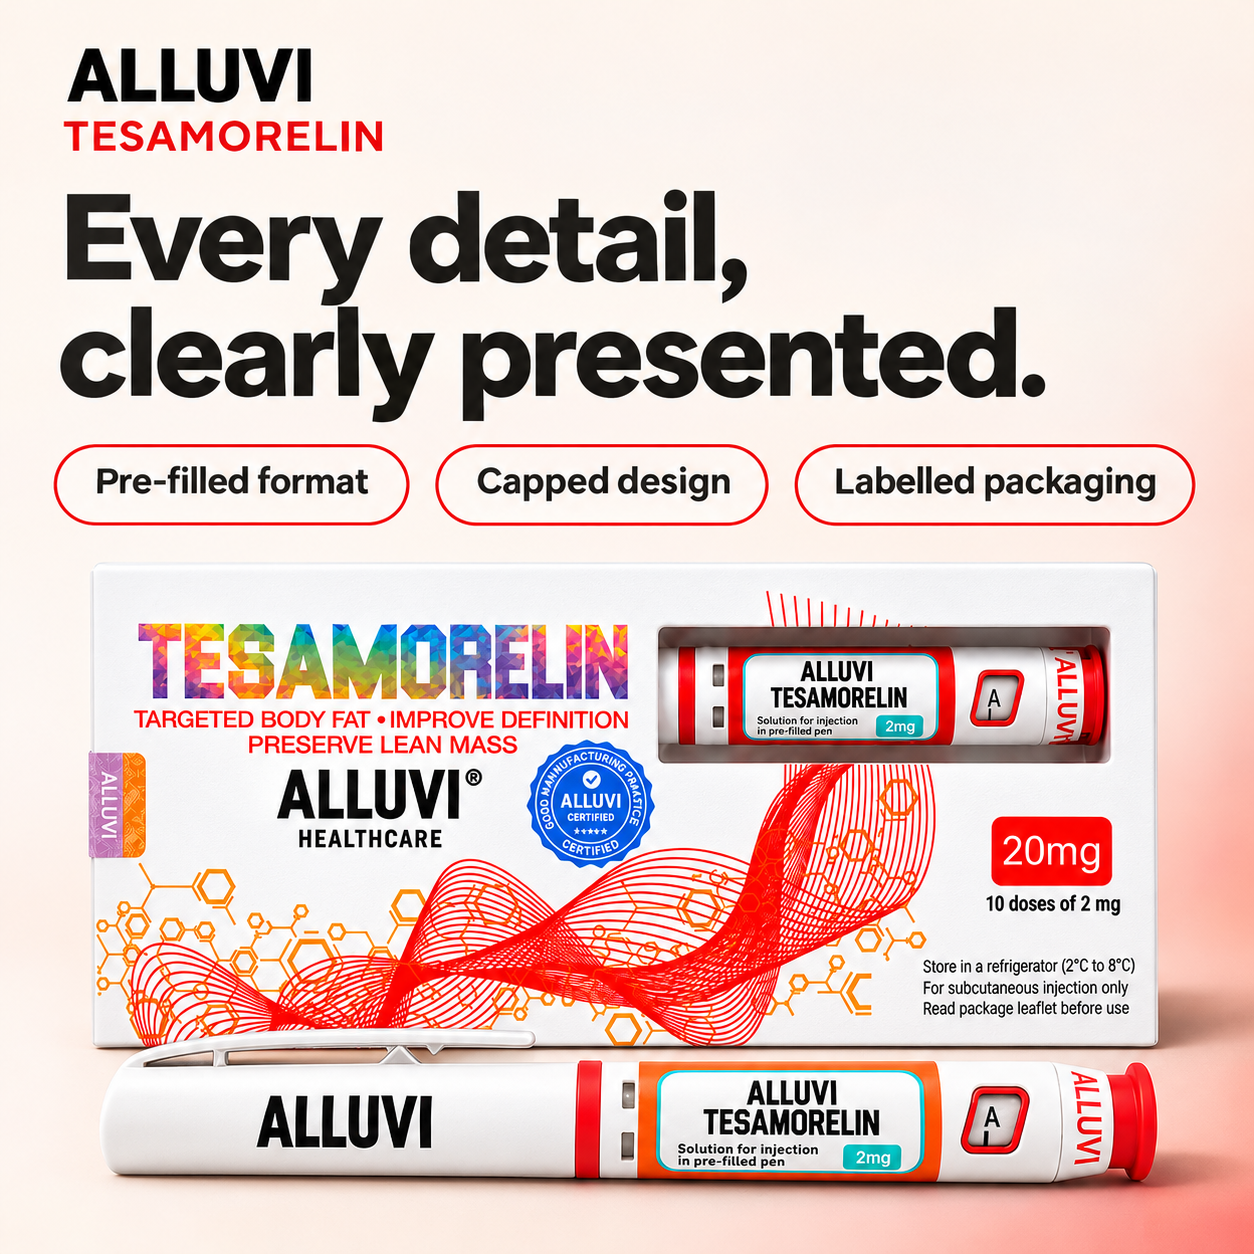 ALLUVI
TESAMORELIN
Every detail,
clearly presented.
Pre-filled format
Capped design
Labelled packaging
TESAMORELIN
TARGETED BODY FAT • IMPROVE DEFINITION
PRESERVE LEAN MASS
ALLUVI®
HEALTHCARE
ALLUVI
GOOD MANNUFACTURING
ALLUVI
CERTIFIED
CERTIFIED
ALLUVI
TESAMORELIN
Solution for injection
in pre-filled pen
2mg
A
ALLUVI
20mg
10 doses of 2 mg
Store in a refrigerator (2°C to 8°C)
For subcutaneous injection only
Read package leaflet before use
ALLUVI
ALLUVI
TESAMORELIN
Solution for injection
in pre-filled pen
2mg
A
ALLUVI